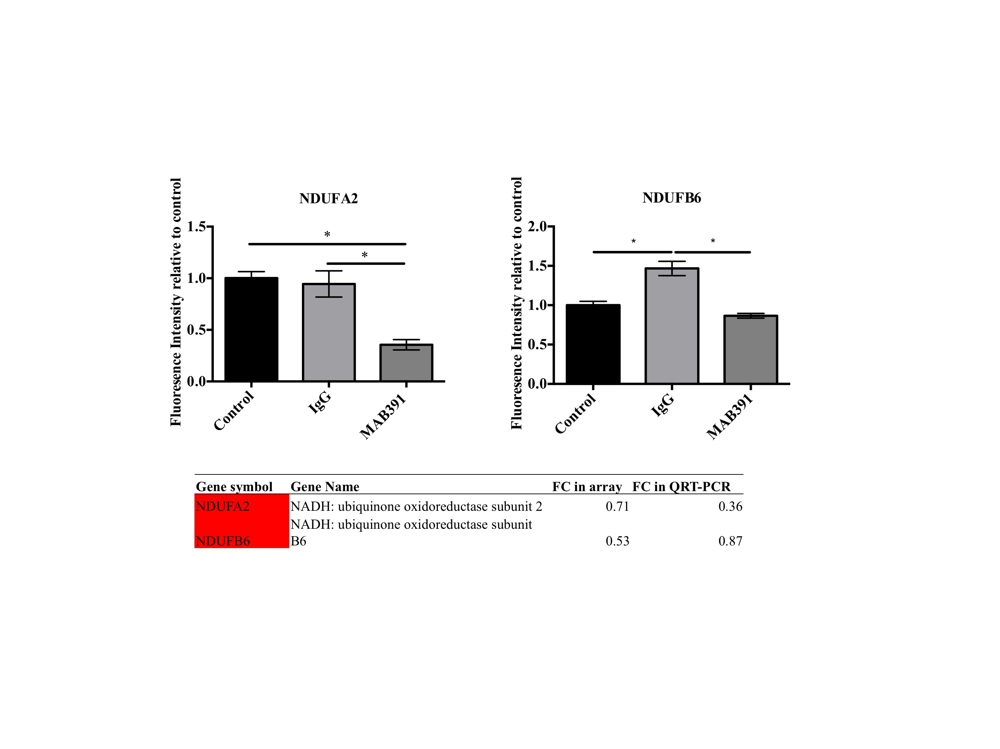 NDUFA2
Fluoresence Intensity relative to control
1.5
1.0
0.5
0.0
*
*
Control
IgG
MAB391
NDUFB6
Fluoresence Intensity relative to control
2.0
1.5
1.0
0.5
0.0
*
*
Control
IgG
MAB391
Gene symbol Gene Name FC in array FC in QRT-PCR
NDUFA2 NADH: ubiquinone oxidoreductase subunit 2 0.71 0.36
NADH: ubiquinone oxidoreductase subunit
NDUFB6 B6 0.53 0.87